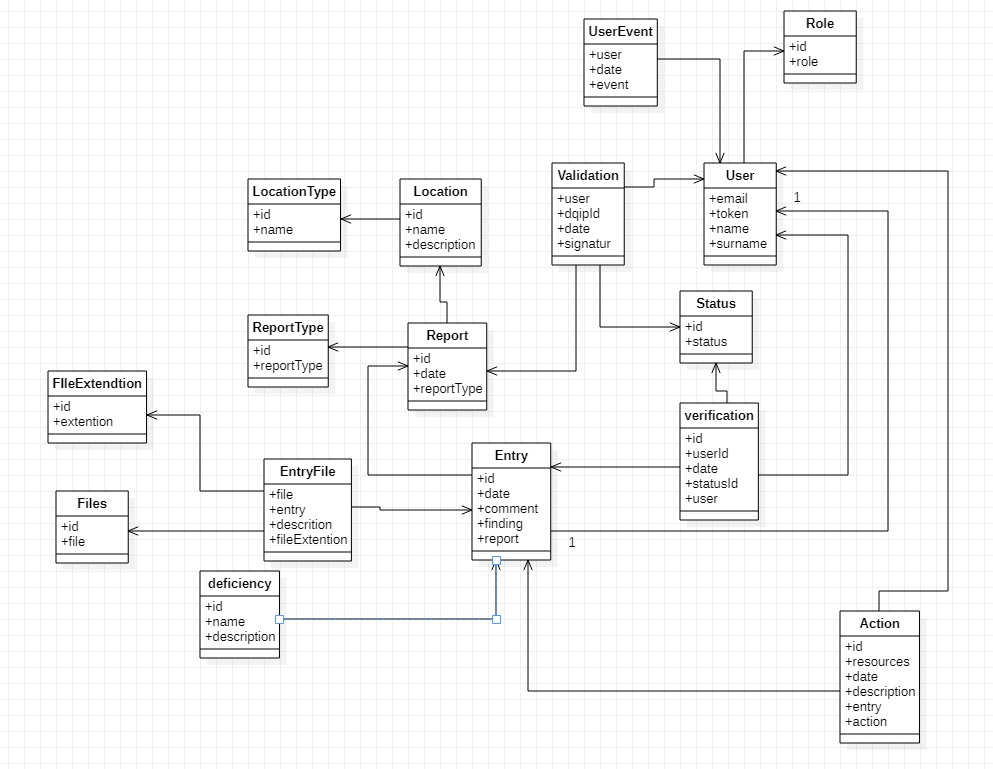 Role
+id
+role
UserEvent
+user
+date
+event
LocationType
+id
+name
Location
+id
+name
+description
Validation
+user
+dqipId
+date
+signatur
User
+email
+token
+name
+surname
1
Status
+id
+status
ReportType
+id
+reportType
Report
+id
+date
+reportType
FIleExtendtion
+id
+extention
verification
+id
+userId
+date
+statusId
+user
Entry
+id
+date
+comment
+finding
+report
1
EntryFile
+file
+entry
+descrition
+fileExtention
Files
+id
+file
deficiency
+id
+name
+description
Action
+id
+resources
+date
+description
+entry
+action